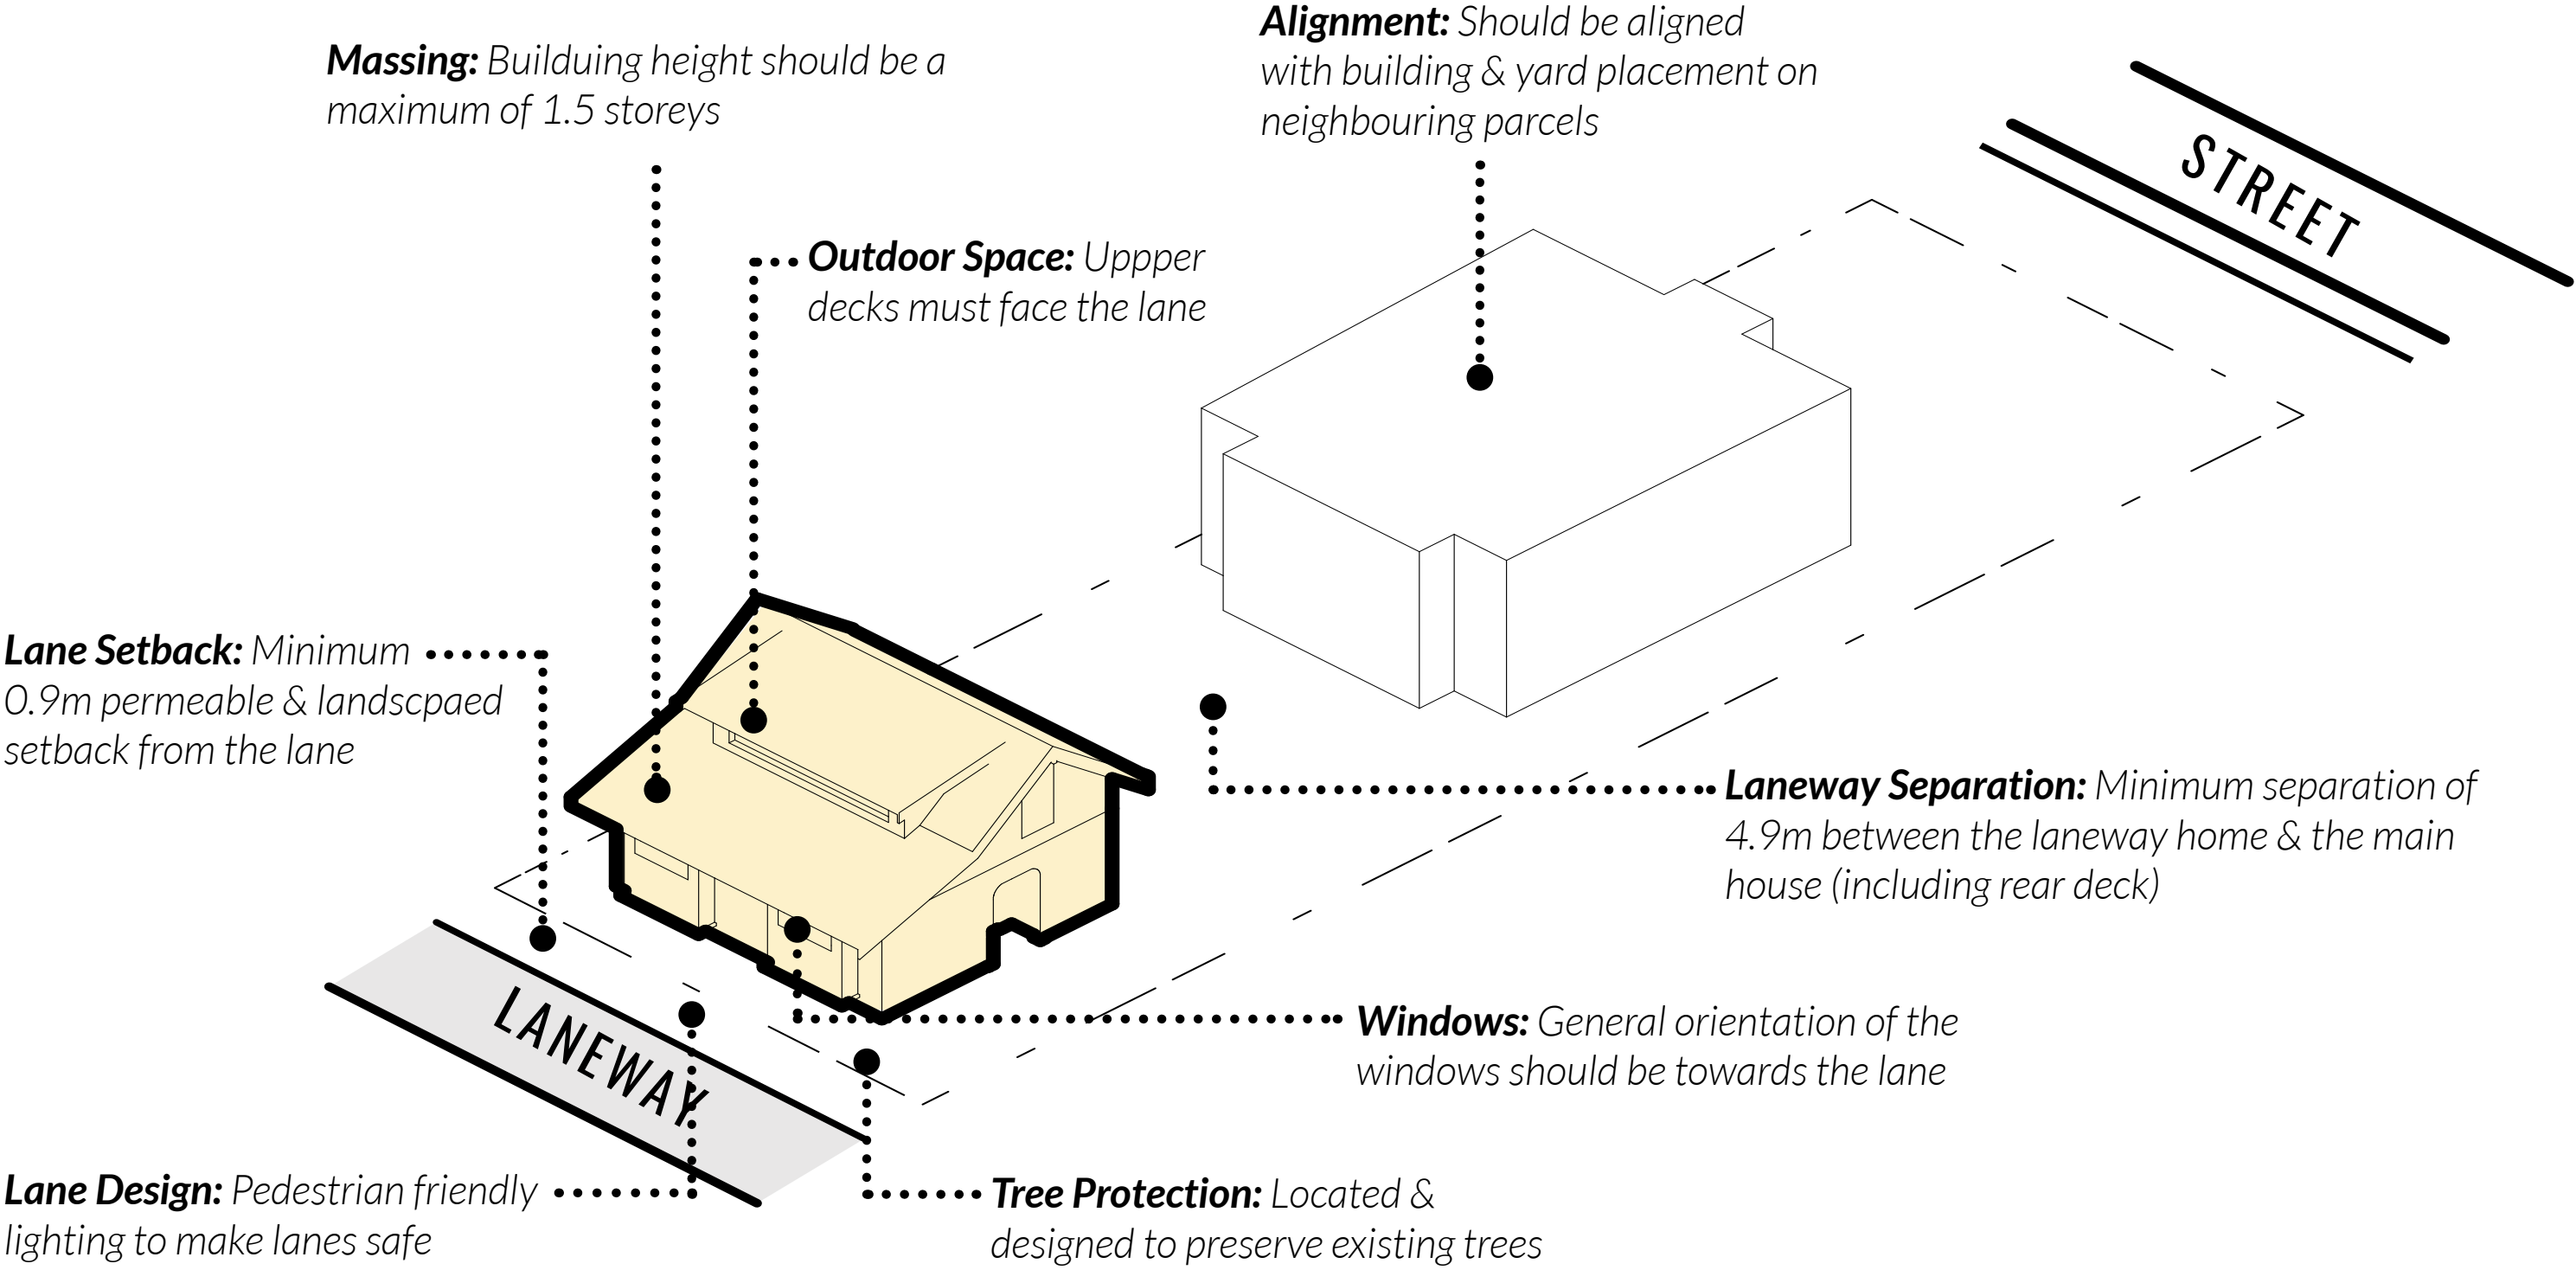 Massing: Builduing height should be a
maximum of 1.5 storeys
Alignment: Should be aligned
with building & yard placement on
neighbouring parcels
STREET
Outdoor Space: Uppper
decks must face the lane
Lane Setback: Minimum
0.9m permeable & landscpaed
setback from the lane
Laneway Separation: Minimum separation of
4.9m between the laneway home & the main
house (including rear deck)
LANEWAY
Windows: General orientation of the
windows should be towards the lane
Lane Design: Pedestrian friendly
lighting to make lanes safe
Tree Protection: Located &
designed to preserve existing trees